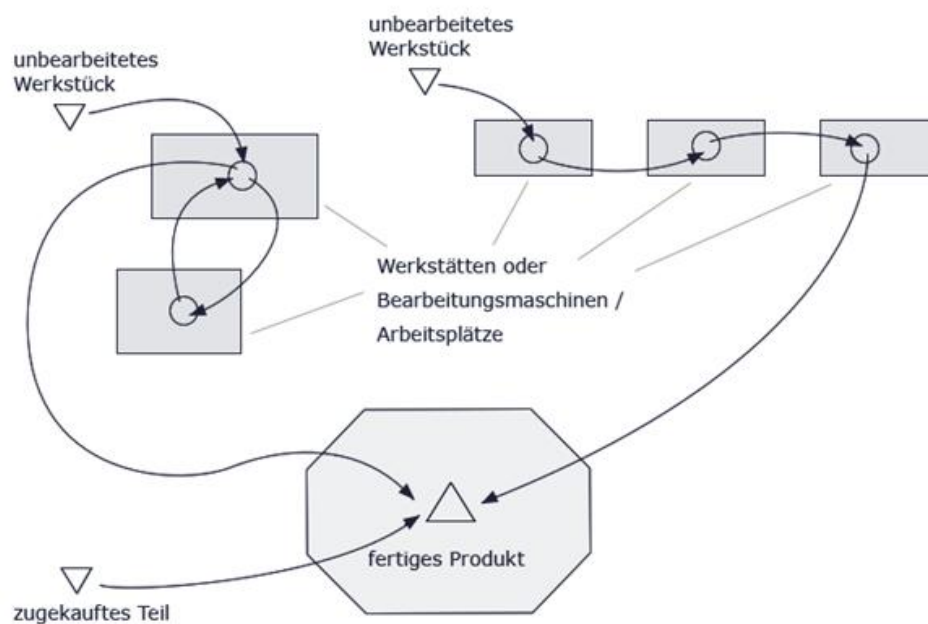 unbearbeitetes
Werkstück
unbearbeitetes
Werkstück
Werkstätten oder
Bearbeitungsmaschinen /
Arbeitsplätze
fertiges Produkt
zugekauftes Teil